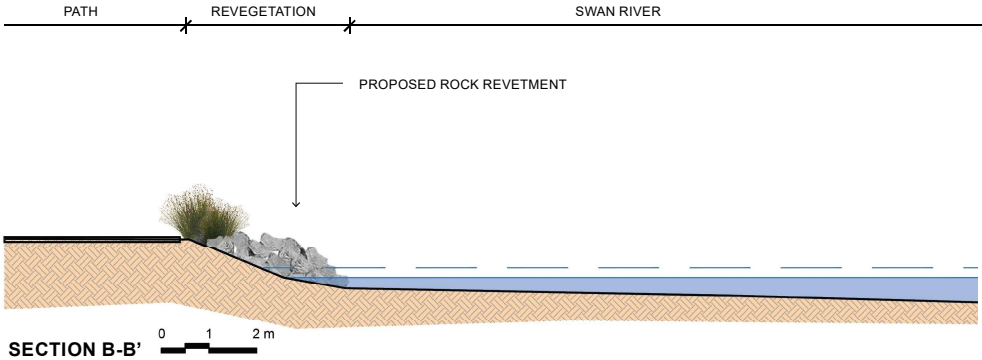 PATH REVEGETATION SWAN RIVER
PROPOSED ROCK REVETMENT
0 1 2 m
SECTION B-B’